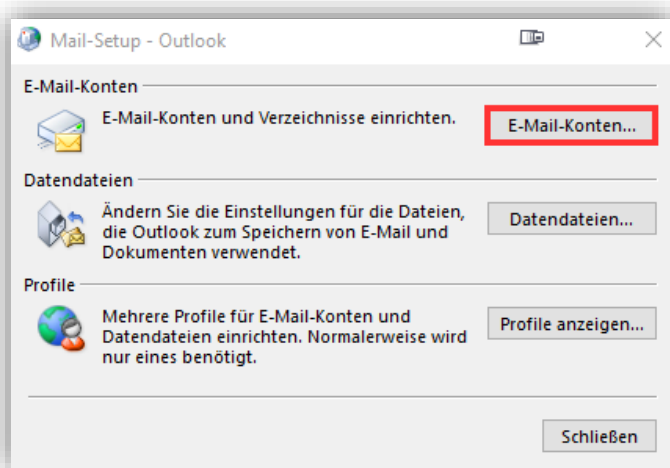 Mail-Setup - Outlook
E-Mail-Konten
E-Mail-Konten und Verzeichnisse einrichten.
E-Mail-Konten...
Datendateien
Ändern Sie die Einstellungen für die Dateien,
die Outlook zum Speichern von E-Mail und
Dokumenten verwendet.
Datendateien...
Profile
Mehrere Profile für E-Mail-Konten und
Datendateien einrichten. Normalerweise wird
nur eines benötigt.
Profile anzeigen...
Schließen